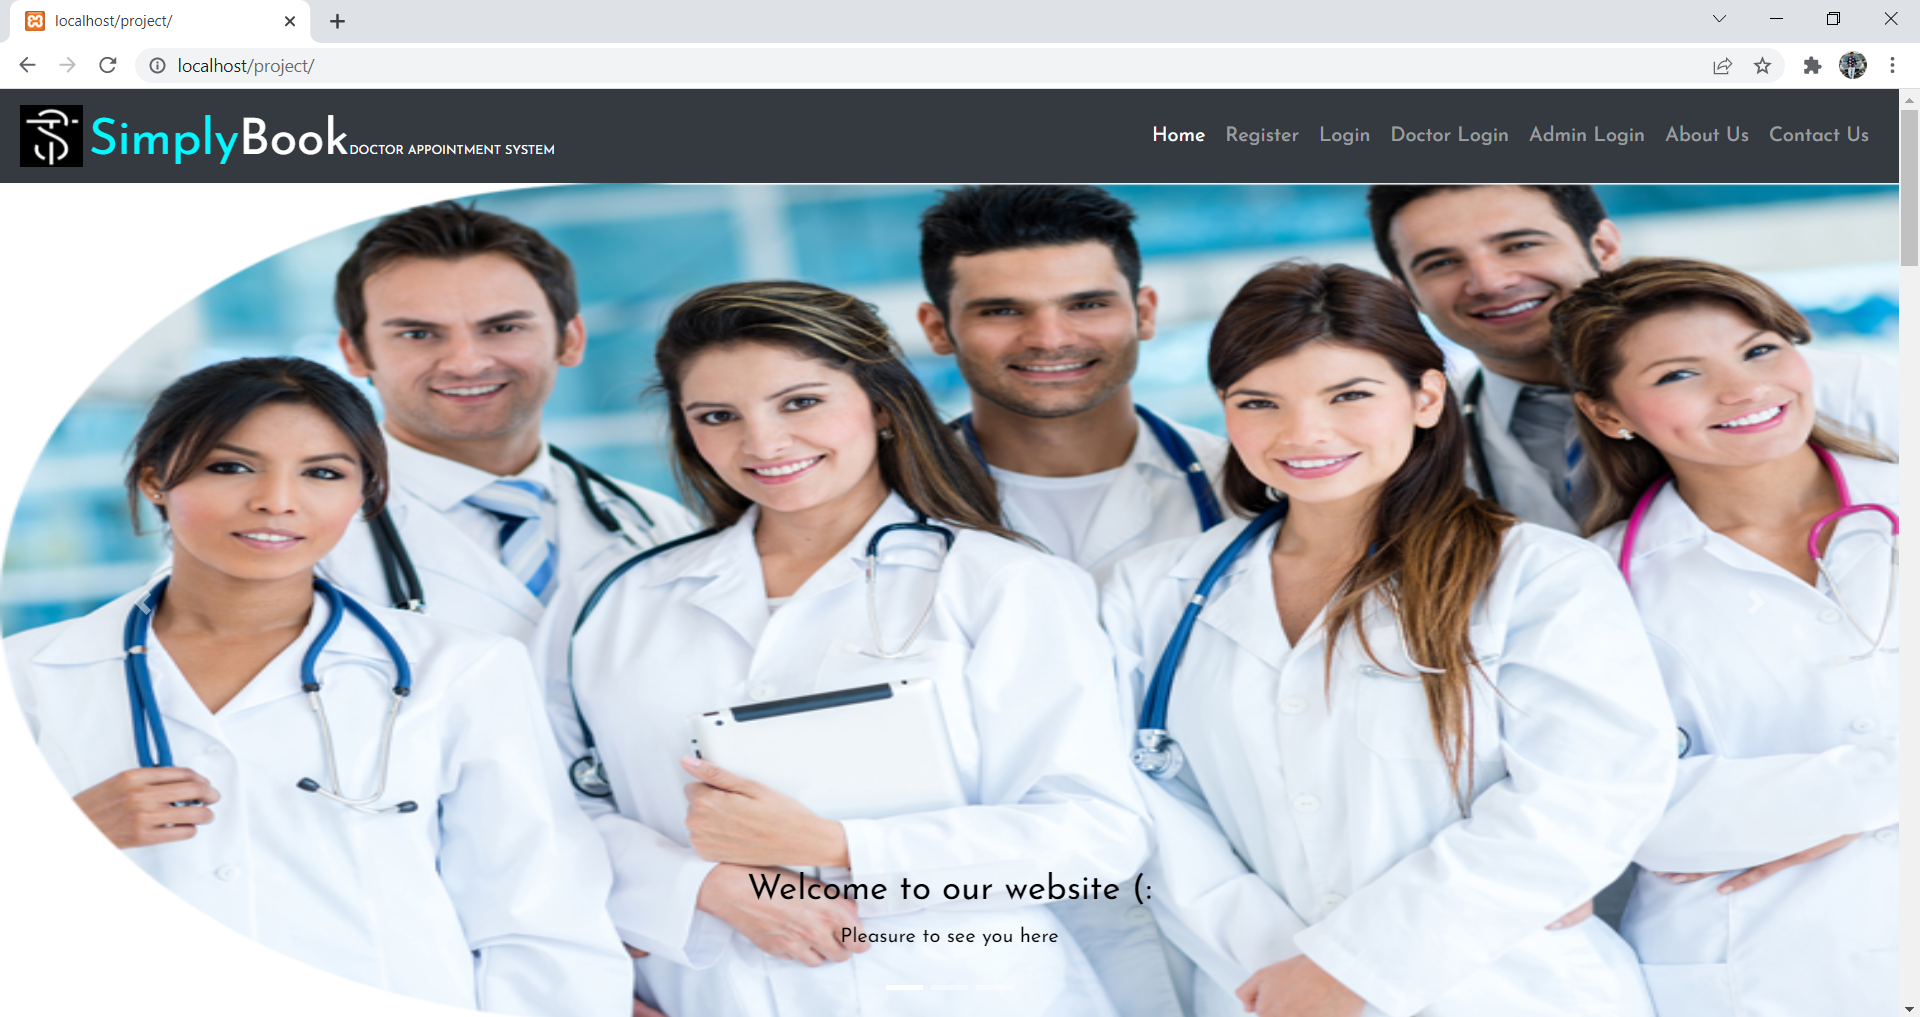 localhost/project/
localhost/project/
SimplyBook DOCTOR APPOINTMENT SYSTEM
Home Register Login Doctor Login Admin Login About Us Contact Us
Welcome to our website (:
Pleasure to see you here